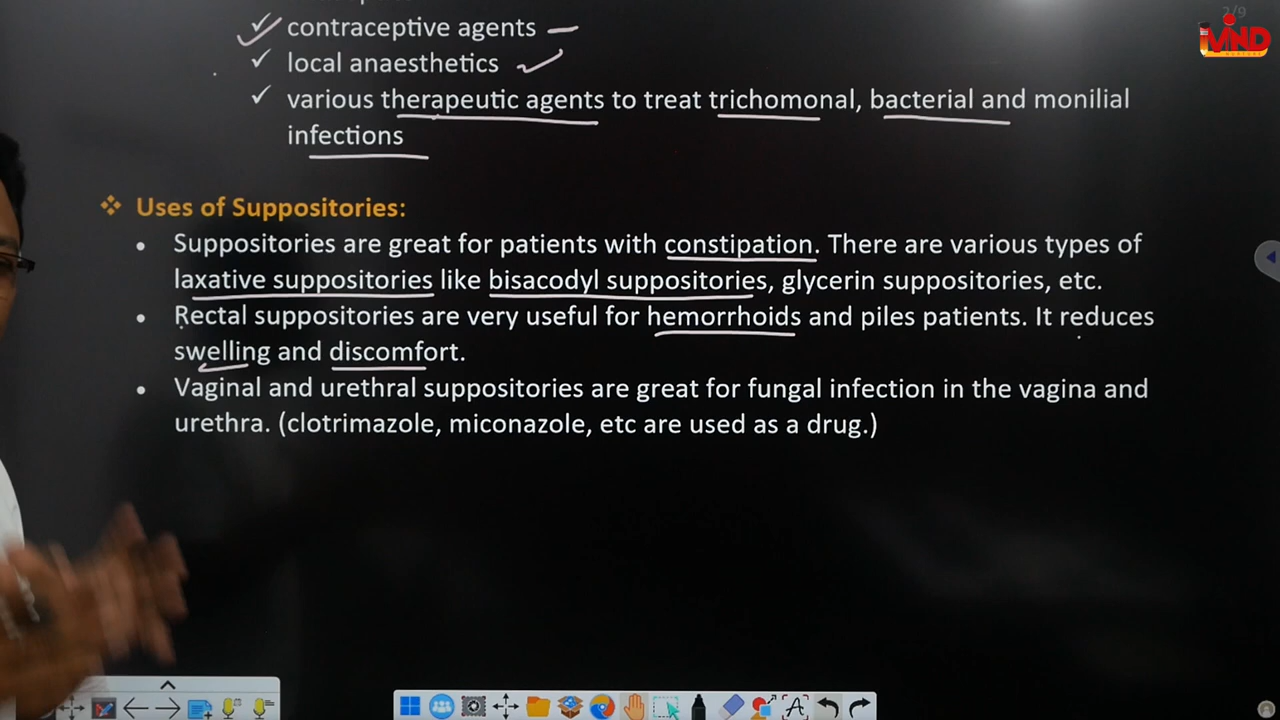 2/9
MIND
✓ contraceptive agents
✓ local anaesthetics
✓ various therapeutic agents to treat trichomonal, bacterial and monilial
infections
❖ Uses of Suppositories:
• Suppositories are great for patients with constipation. There are various types of
laxative suppositories like bisacodyl suppositories, glycerin suppositories, etc.
• Rectal suppositories are very useful for hemorrhoids and piles patients. It reduces
swelling and discomfort.
• Vaginal and urethral suppositories are great for fungal infection in the vagina and
urethra. (clotrimazole, miconazole, etc are used as a drug.)